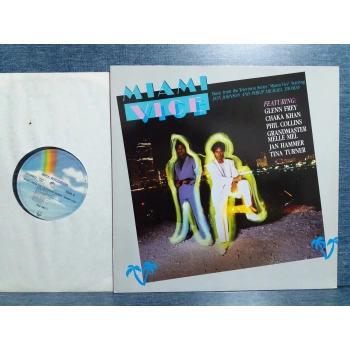 MIAMI
VICE
Music from the Television Series "Miami Vice" Starring
DON JOHNSON AND PHILIP MICHAEL THOMAS
FEATURING:
GLENN FREY
CHAKA KHAN
PHIL COLLINS
GRANDMASTER
MELLE MEL
JAN HAMMER
TINA TURNER